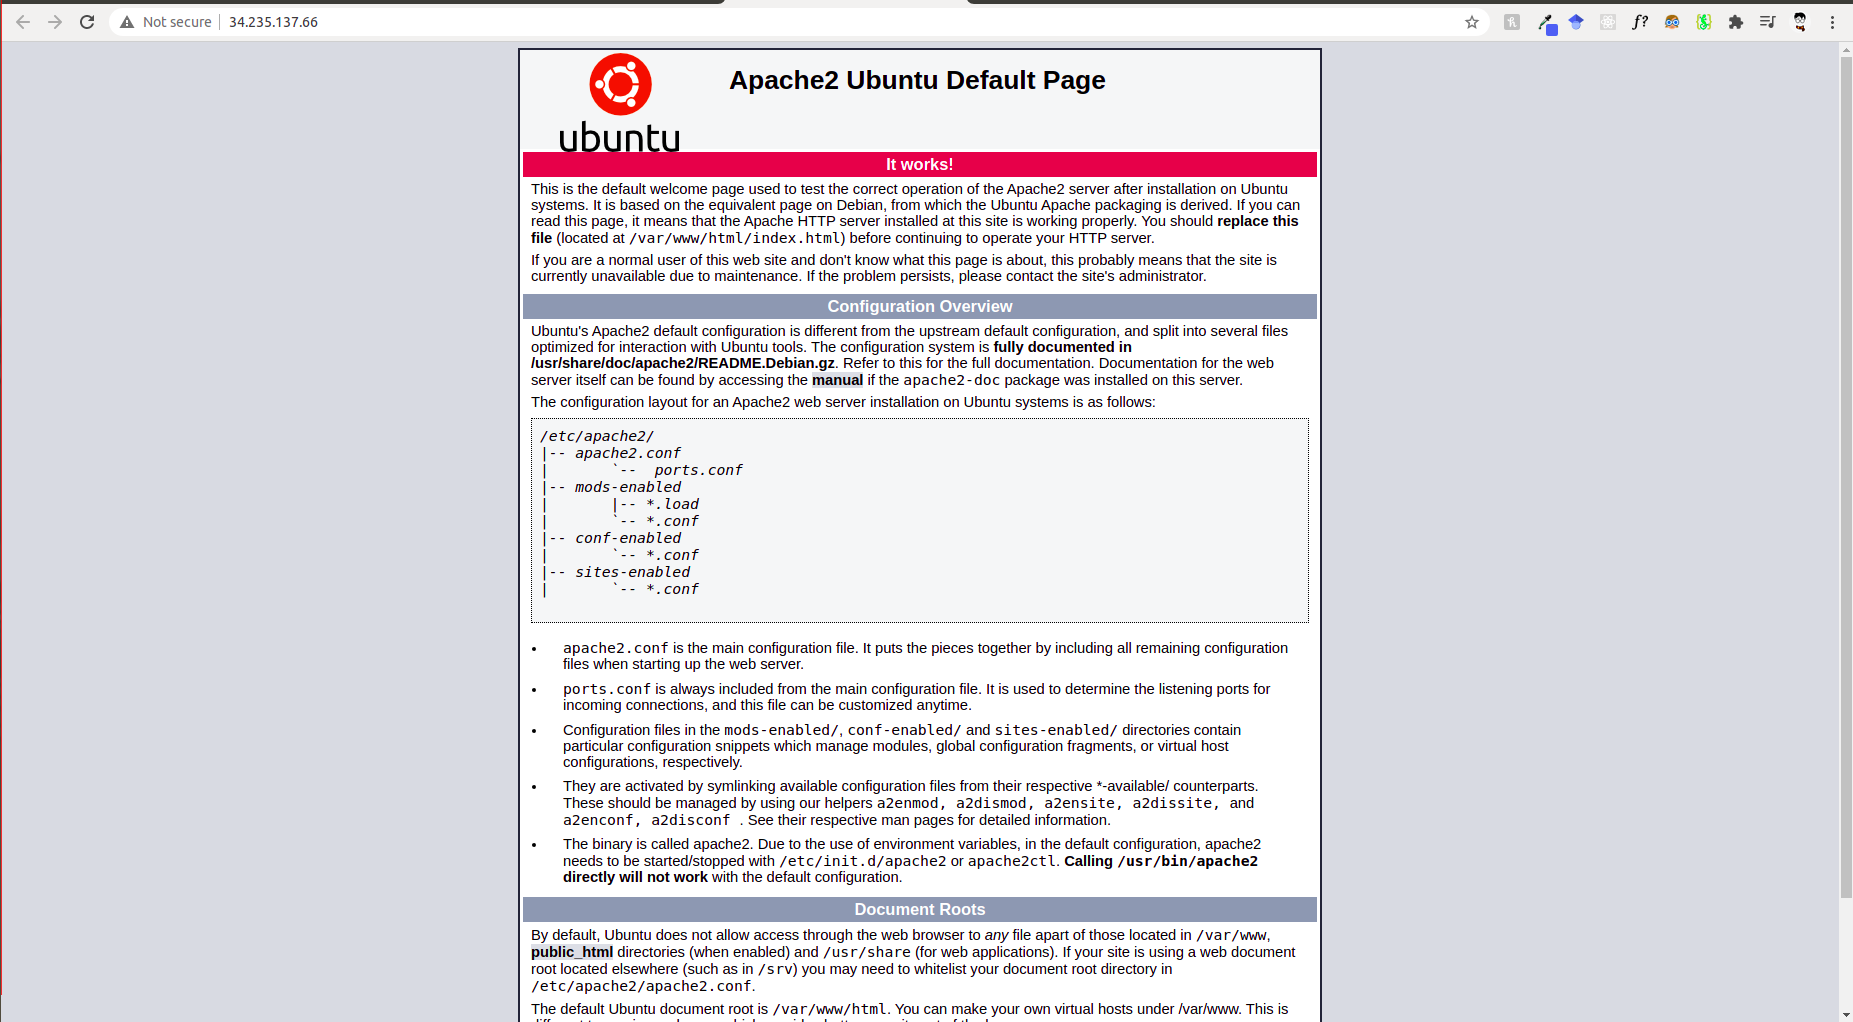 Not secure 34.235.137.66
f?
ubuntu
Apache2 Ubuntu Default Page
It works!
This is the default welcome page used to test the correct operation of the Apache2 server after installation on Ubuntu
systems. It is based on the equivalent page on Debian, from which the Ubuntu Apache packaging is derived. If you can
read this page, it means that the Apache HTTP server installed at this site is working properly. You should replace this
file (located at /var/www/html/index.html) before continuing to operate your HTTP server.
If you are a normal user of this web site and don't know what this page is about, this probably means that the site is
currently unavailable due to maintenance. If the problem persists, please contact the site's administrator.
Configuration Overview
Ubuntu's Apache2 default configuration is different from the upstream default configuration, and split into several files
optimized for interaction with Ubuntu tools. The configuration system is fully documented in
/usr/share/doc/apache2/README.Debian.gz. Refer to this for the full documentation. Documentation for the web
server itself can be found by accessing the manual if the apache2-doc package was installed on this server.
The configuration layout for an Apache2 web server installation on Ubuntu systems is as follows:
/etc/apache2/
|-- apache2.conf
|       `--  ports.conf
|-- mods-enabled
|       |-- *.load
|       `-- *.conf
|-- conf-enabled
|       `-- *.conf
|-- sites-enabled
|       `-- *.conf
• apache2.conf is the main configuration file. It puts the pieces together by including all remaining configuration
files when starting up the web server.
• ports.conf is always included from the main configuration file. It is used to determine the listening ports for
incoming connections, and this file can be customized anytime.
• Configuration files in the mods-enabled/, conf-enabled/ and sites-enabled/ directories contain
particular configuration snippets which manage modules, global configuration fragments, or virtual host
configurations, respectively.
• They are activated by symlinking available configuration files from their respective *-available/ counterparts.
These should be managed by using our helpers a2enmod, a2dismod, a2ensite, a2dissite, and
a2enconf, a2disconf . See their respective man pages for detailed information.
• The binary is called apache2. Due to the use of environment variables, in the default configuration, apache2
needs to be started/stopped with /etc/init.d/apache2 or apache2ctl. Calling /usr/bin/apache2
directly will not work with the default configuration.
Document Roots
By default, Ubuntu does not allow access through the web browser to any file apart of those located in /var/www,
public_html directories (when enabled) and /usr/share (for web applications). If your site is using a web document
root located elsewhere (such as in /srv) you may need to whitelist your document root directory in
/etc/apache2/apache2.conf.
The default Ubuntu document root is /var/www/html. You can make your own virtual hosts under /var/www. This is